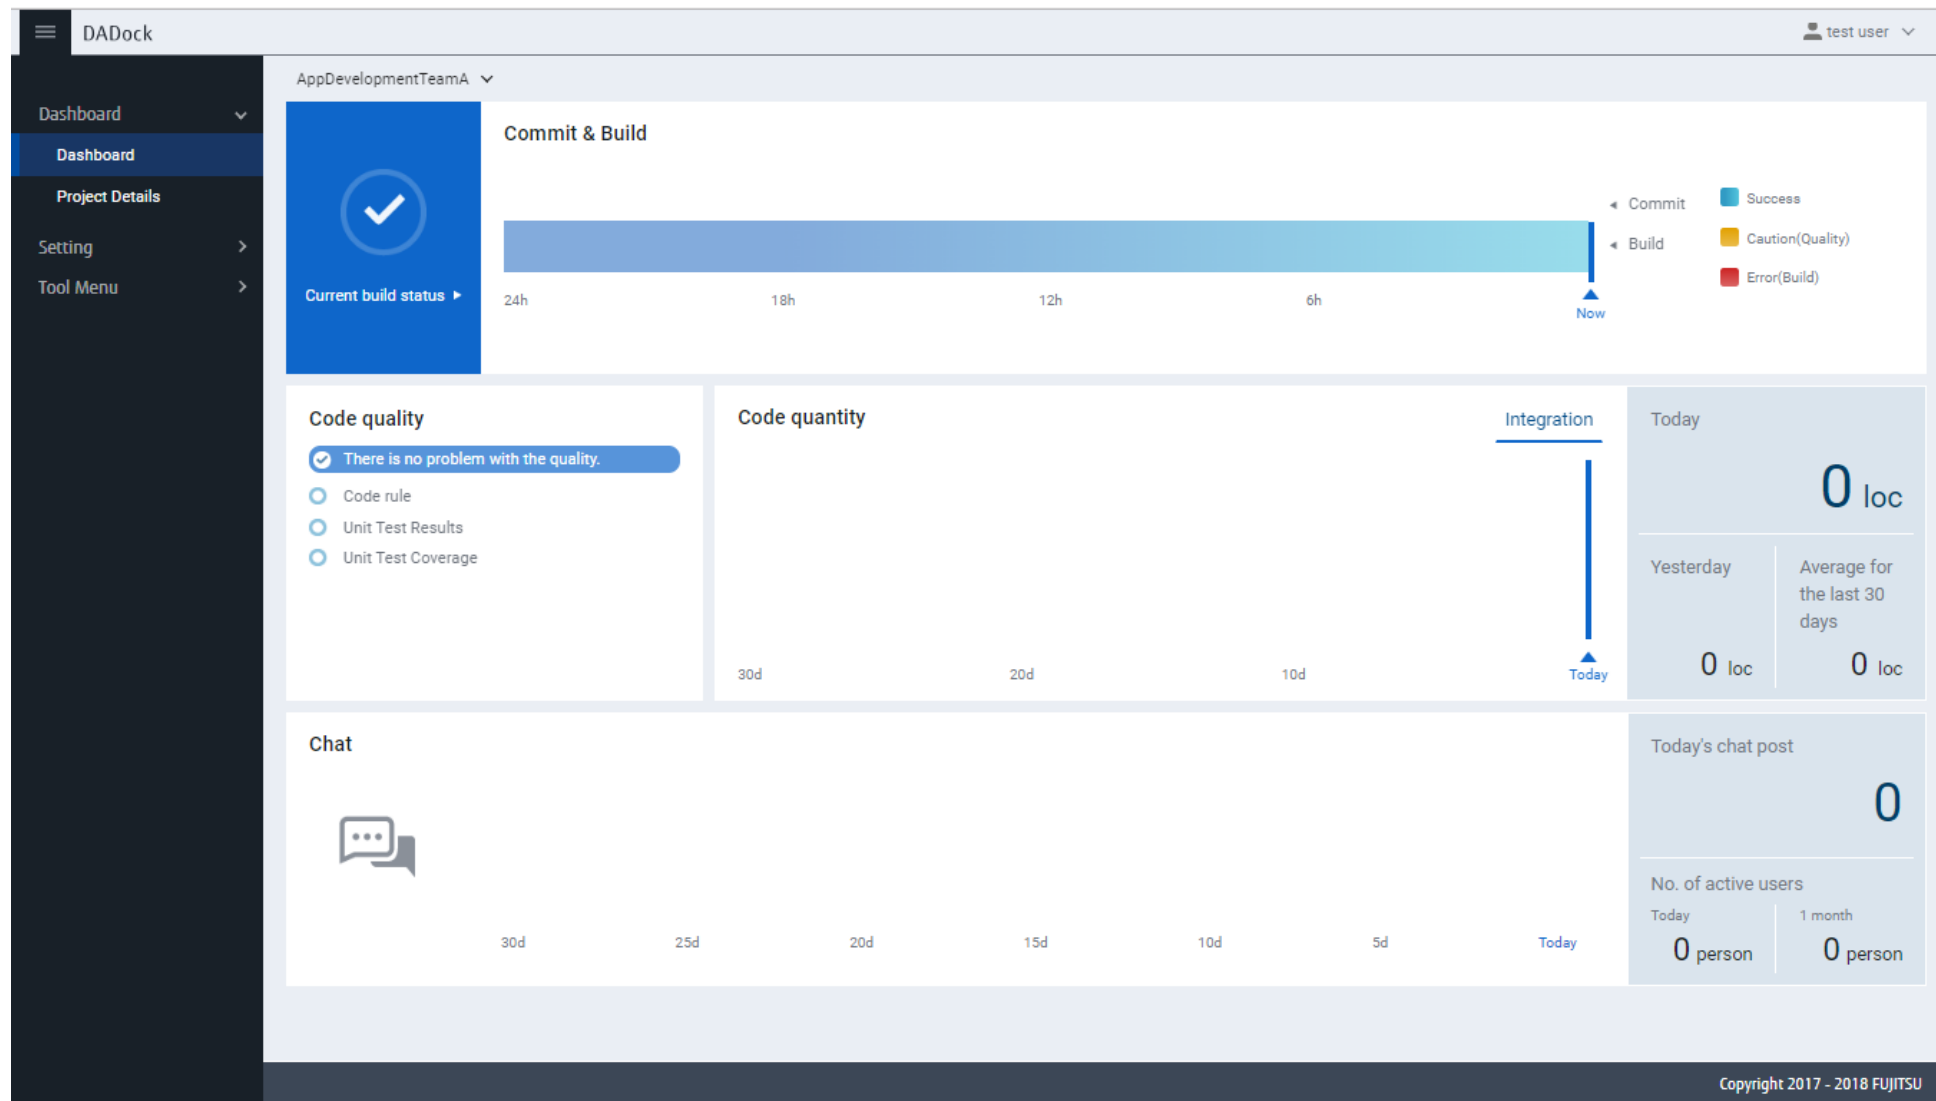 DADock
test user
AppDevelopmentTeamA
Dashboard
Dashboard
Project Details
Setting
Tool Menu
Current build status
Commit & Build
24h
18h
12h
6h
Now
Commit
Build
Success
Caution(Quality)
Error(Build)
Code quality
There is no problem with the quality.
Code rule
Unit Test Results
Unit Test Coverage
Code quantity
Integration
30d
20d
10d
Today
Today
0 loc
Yesterday
0 loc
Average for
the last 30
days
0 loc
Chat
30d
25d
20d
15d
10d
5d
Today
Today's chat post
0
No. of active users
Today
0 person
1 month
0 person
Copyright 2017 - 2018 FUJITSU